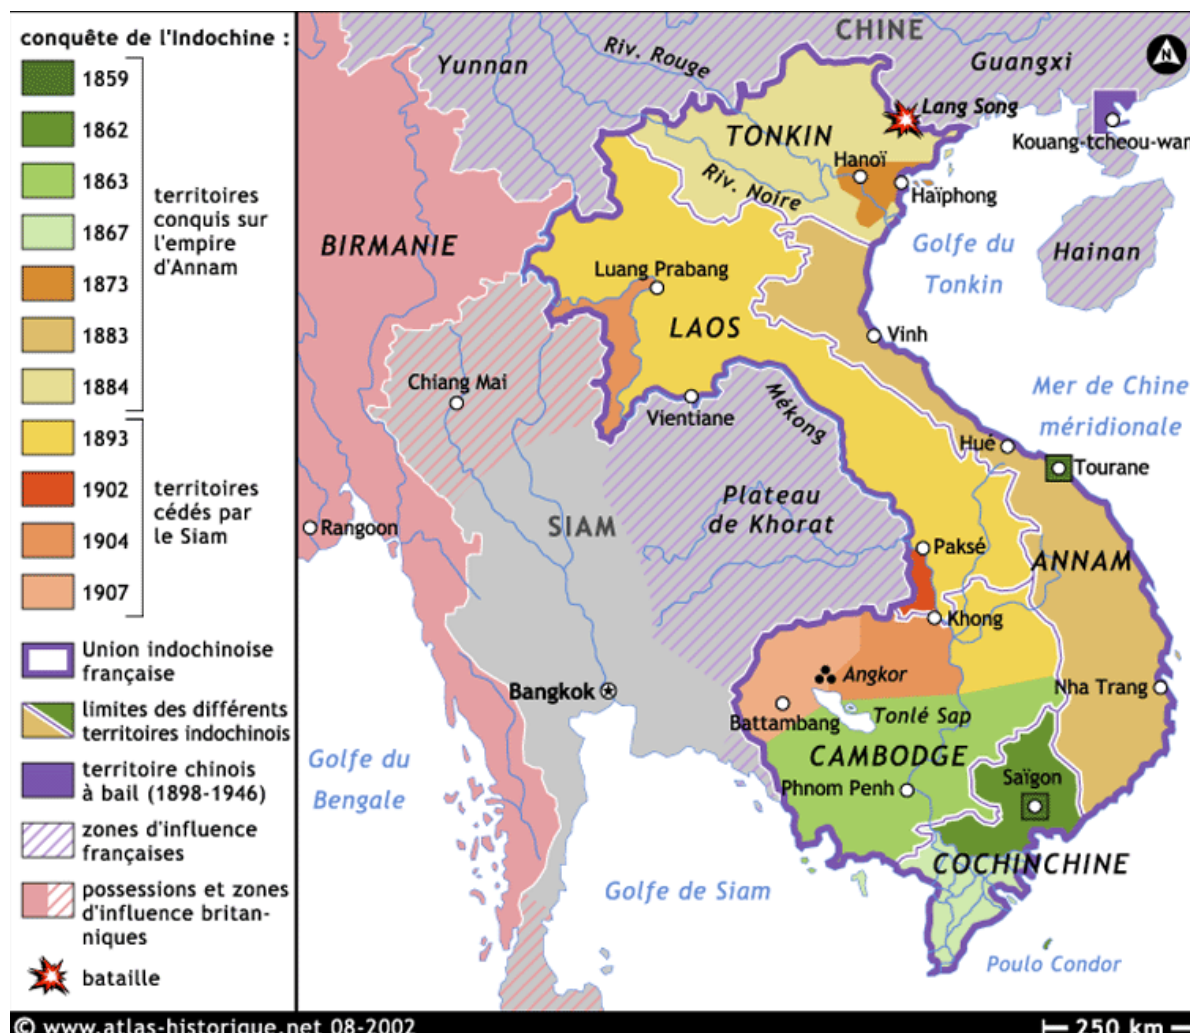 conquête de l'Indochine :
1859
1862
1863
1867
1873
1883
1884
territoires
conquis sur
l'empire
d'Annam
1893
1902
1904
1907
territoires
cédés par
le Siam
Union indochinoise
française
limites des différents
territoires indochinois
territoire chinois
à bail (1898-1946)
zones d'influence
françaises
possessions et zones
d'influence britan-
niques
bataille
CHINE
N
Yunnan
Riv. Rouge
Guangxi
Lang Song
Kouang-tcheou-wan
TONKIN
Hanoï
Riv. Noire
Haïphong
BIRMANIE
Golfe du
Tonkin
Hainan
Luang Prabang
LAOS
Vinh
Chiang Mai
Vientiane
Mékong
Mer de Chine
méridionale
Hué
Tourane
Plateau
de Khorat
SIAM
Rangoon
Paksé
ANNAM
Khong
Angkor
Bangkok
Battambang
Tonlé Sap
Nha Trang
CAMBODGE
Golfe du
Bengale
Phnom Penh
Saïgon
COCHINCHINE
Golfe de Siam
Poulo Condor
© www.atlas-historique.net 08-2002
250 km